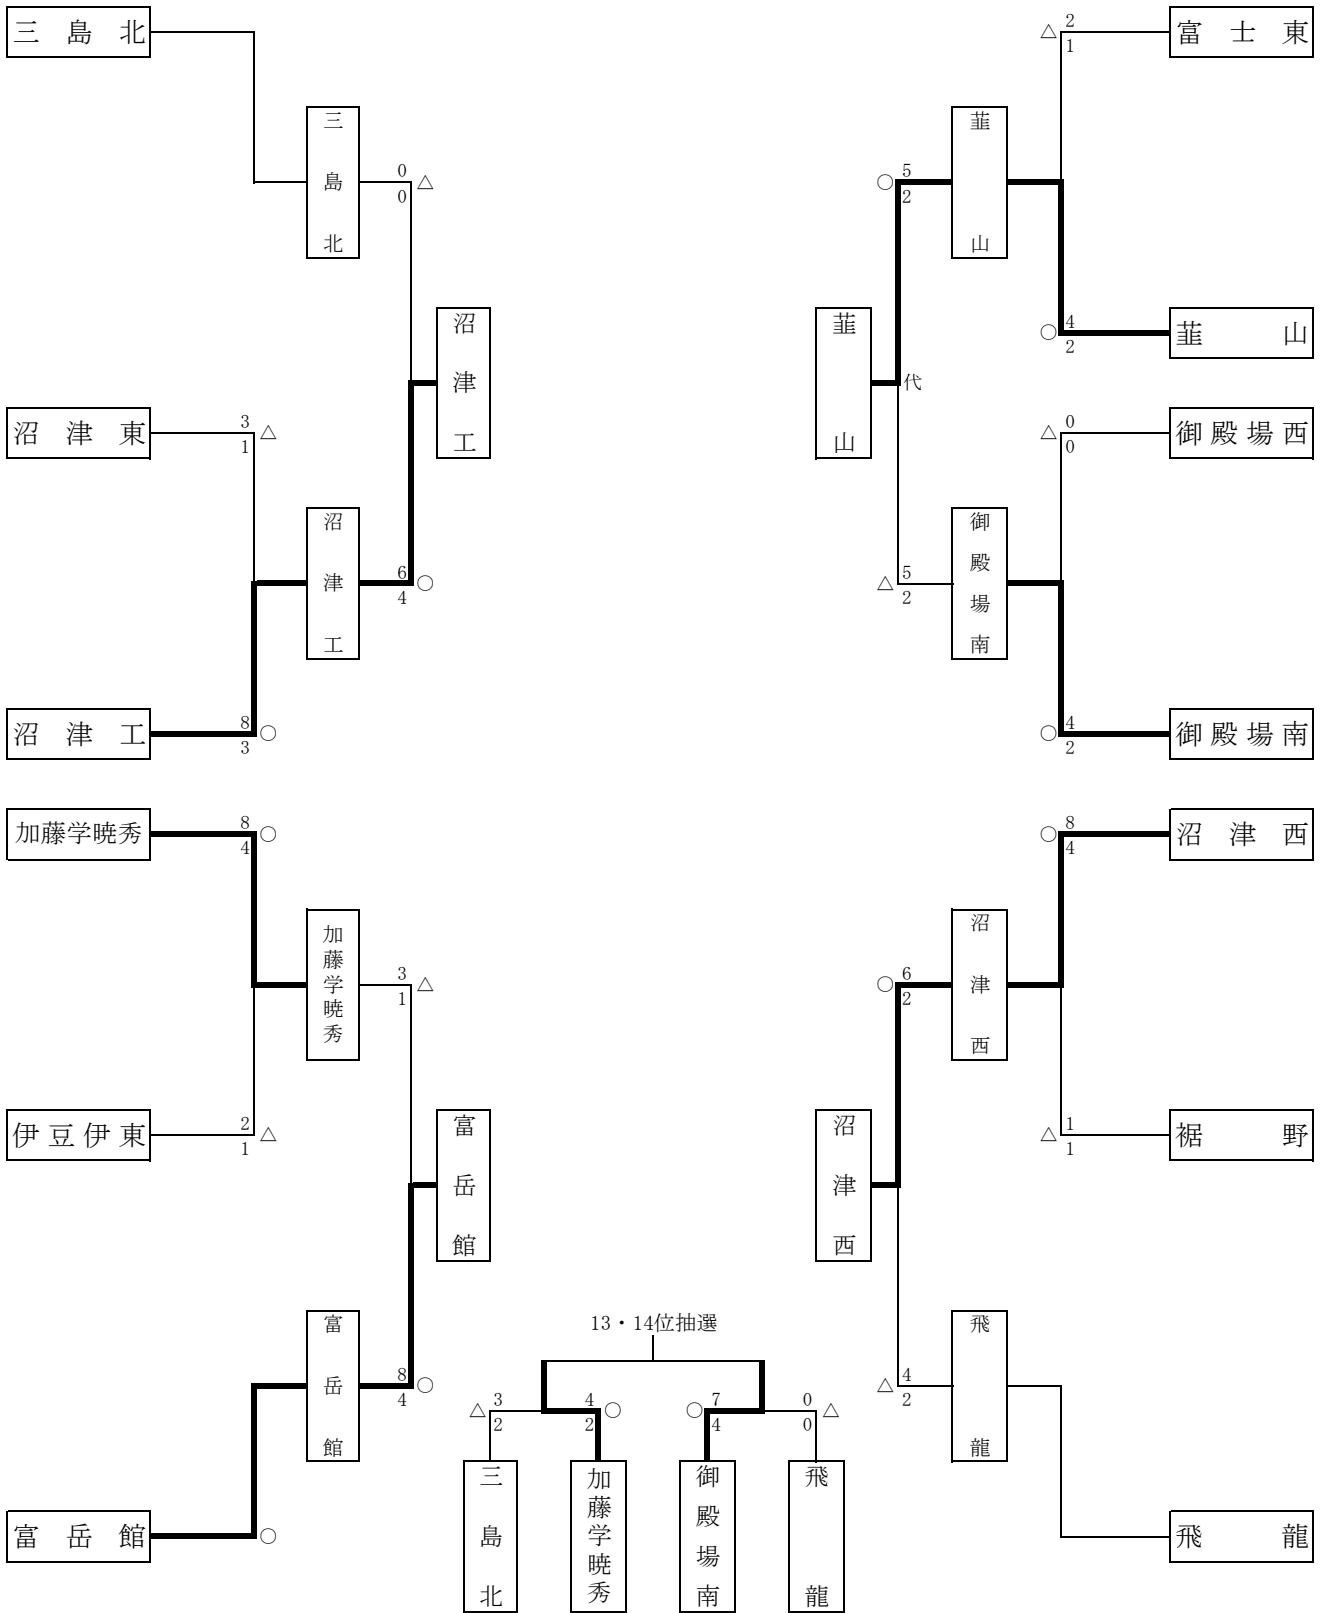 三島北
三島北
0
0
△
沼津東
3
1
△
沼津工
沼津工
6
4
○
沼津工
8
3
○
加藤学暁秀
8
4
○
加藤学暁秀
3
1
△
伊豆伊東
2
1
△
富岳館
富岳館
8
4
○
富岳館
○
富士東
△
2
1
韮山
○
5
2
韮山
代
韮山
○
4
2
御殿場西
△
0
0
御殿場南
△
5
2
御殿場南
○
4
2
沼津西
○
8
4
沼津西
○
6
2
沼津西
裾野
△
1
1
飛龍
△
4
2
飛龍
13・14位抽選
△
3
2
4
2
○
○
7
4
0
0
△
三島北
加藤学暁秀
御殿場南
飛龍